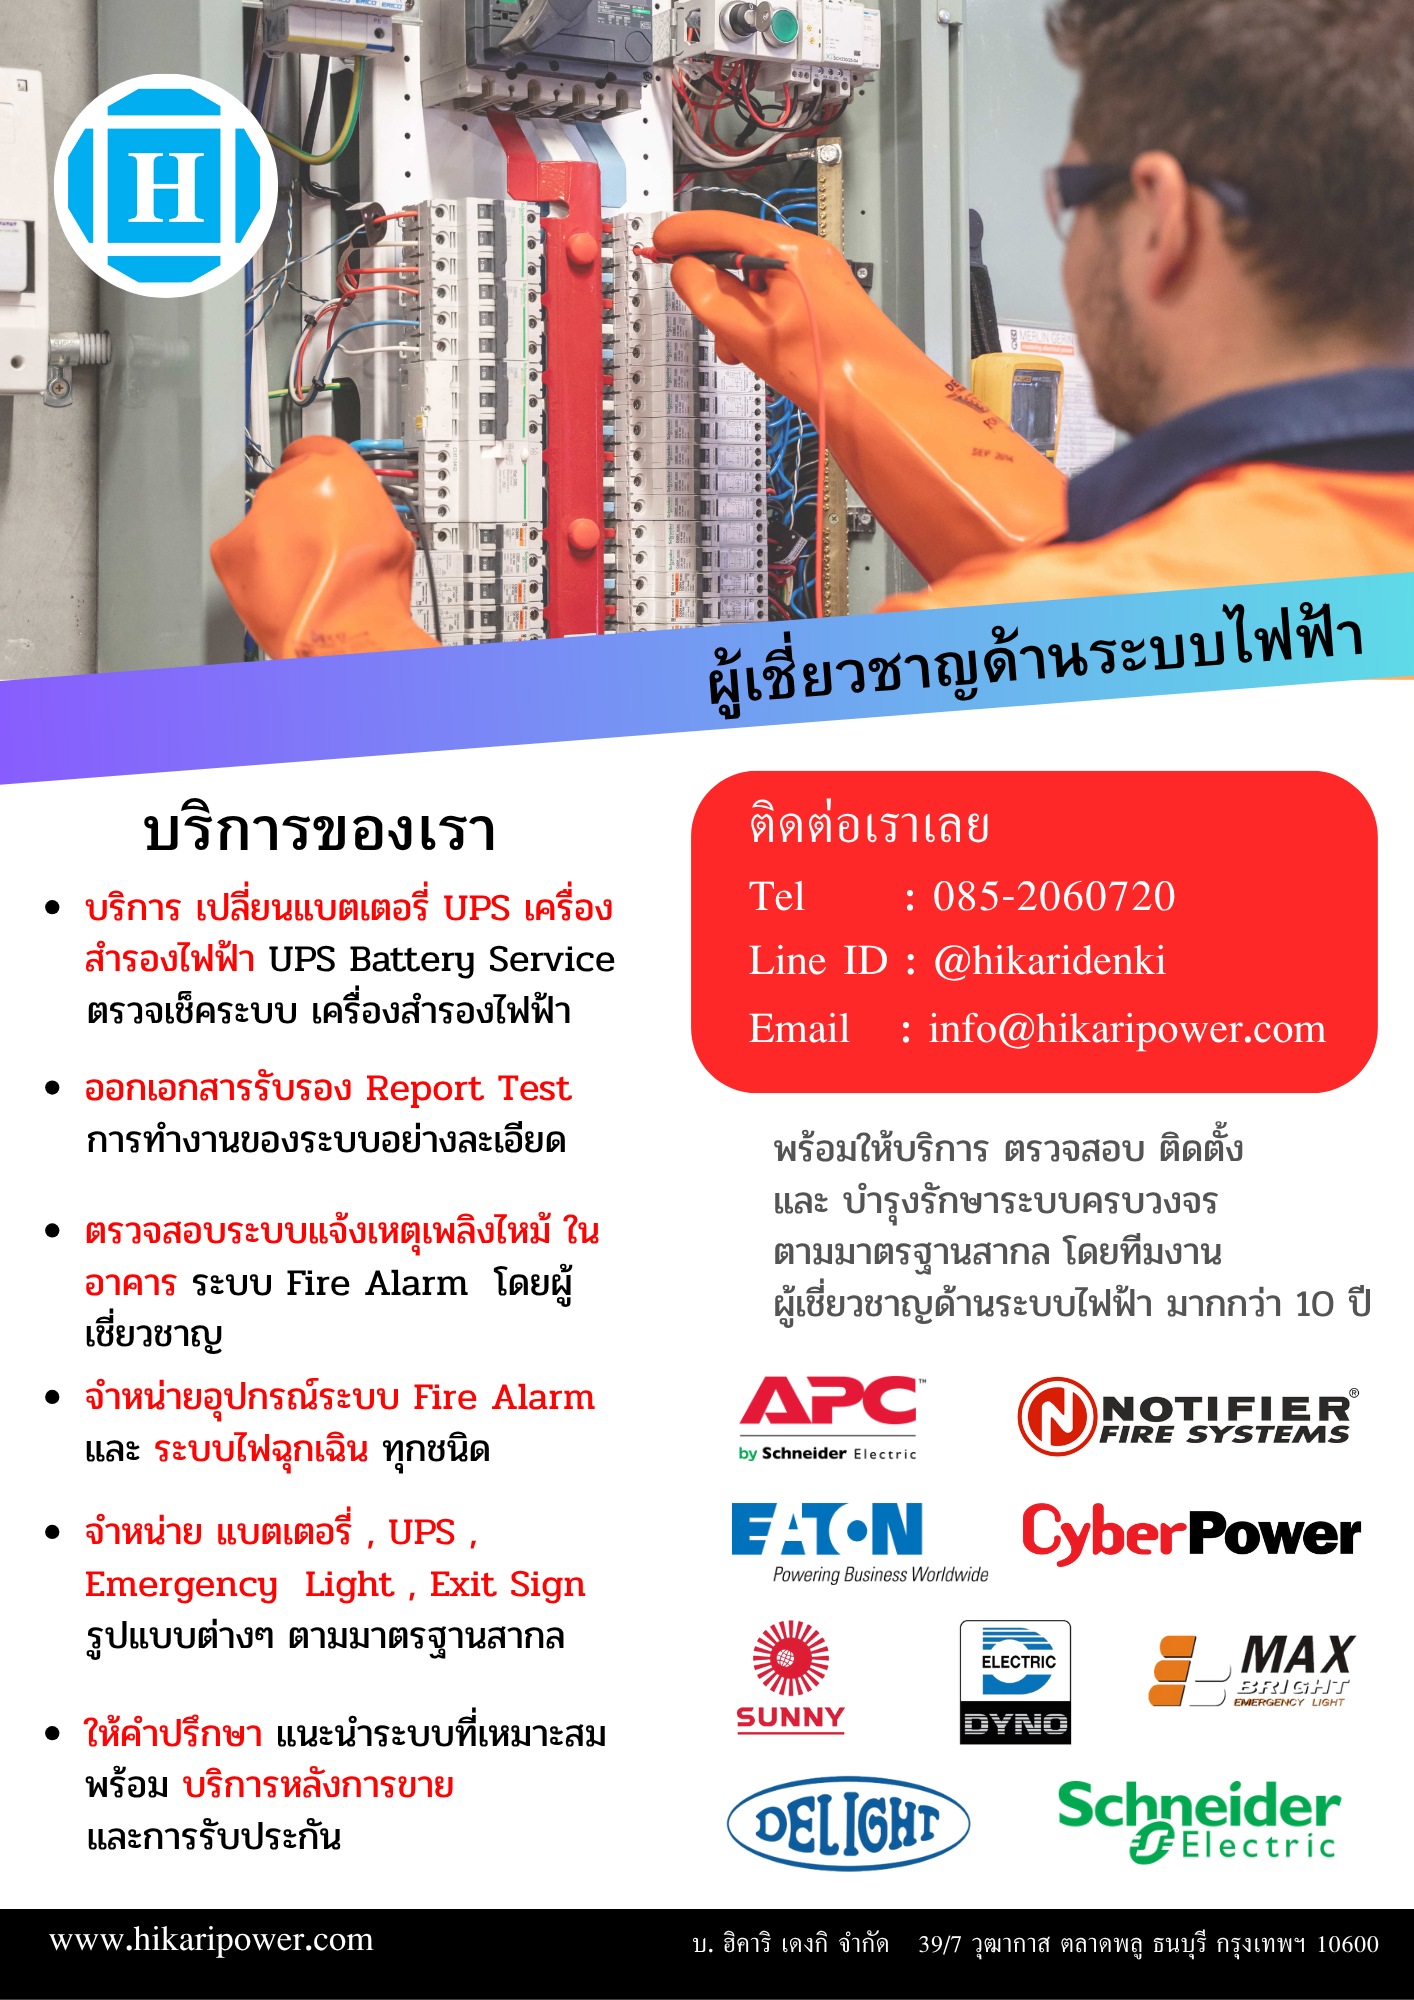 H
ผู้เชี่ยวชาญด้านระบบไฟฟ้า
บริการของเรา
บริการ เปลี่ยนแบตเตอรี่ UPS เครื่อง
สำรองไฟฟ้า UPS Battery Service
ตรวจเช็คระบบ เครื่องสำรองไฟฟ้า
ออกเอกสารรับรอง Report Test
การทำงานของระบบอย่างละเอียด
ตรวจสอบระบบแจ้งเหตุเพลิงไหม้ ใน
อาคาร ระบบ Fire Alarm โดยผู้
เชี่ยวชาญ
จำหน่ายอุปกรณ์ระบบ Fire Alarm
และ ระบบไฟฉุกเฉิน ทุกชนิด
จำหน่าย แบตเตอรี่ , UPS ,
Emergency Light , Exit Sign
รูปแบบต่างๆ ตามมาตรฐานสากล
ให้คำปรึกษา แนะนำระบบที่เหมาะสม
พร้อม บริการหลังการขาย
และการรับประกัน
ติดต่อเราเลย
Tel : 085-2060720
Line ID : @hikaridenki
Email : info@hikaripower.com
พร้อมให้บริการ ตรวจสอบ ติดตั้ง
และ บำรุงรักษาระบบครบวงจร
ตามมาตรฐานสากล โดยทีมงาน
ผู้เชี่ยวชาญด้านระบบไฟฟ้า มากกว่า 10 ปี
APC™
by Schneider Electric
NOTIFIER®
FIRE SYSTEMS
EATON
Powering Business Worldwide
CyberPower
SUNNY
ELECTRIC
DYNO
MAX
BRIGHT
EMERGENCY LIGHT
DELIGHT
Schneider
Electric
www.hikaripower.com
บ. ฮิคาริ เดงกิ จำกัด 39/7 วุฒากาศ ตลาดพลู ธนบุรี กรุงเทพฯ 10600